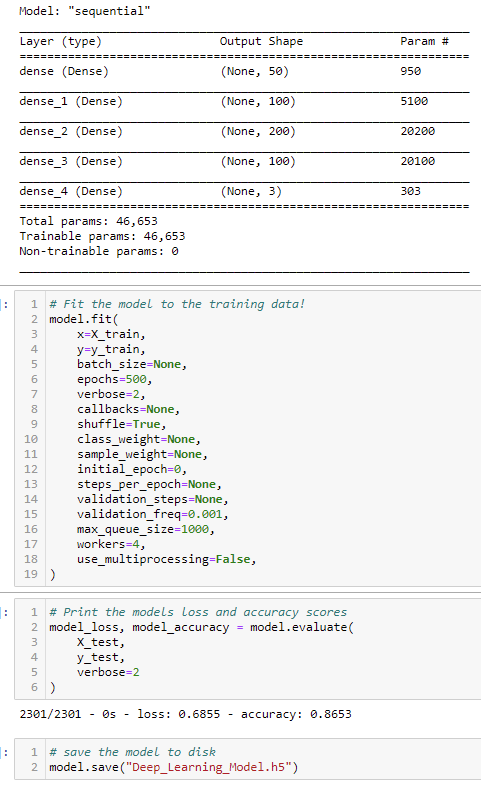 Model: "sequential"
Layer (type) Output Shape Param #
=================================================================
dense (Dense) (None, 50) 950
dense_1 (Dense) (None, 100) 5100
dense_2 (Dense) (None, 200) 20200
dense_3 (Dense) (None, 100) 20100
dense_4 (Dense) (None, 3) 303
=================================================================
Total params: 46,653
Trainable params: 46,653
Non-trainable params: 0
]: 1 # Fit the model to the training data!
2 model.fit(
3 x=X_train,
4 y=y_train,
5 batch_size=None,
6 epochs=500,
7 verbose=2,
8 callbacks=None,
9 shuffle=True,
10 class_weight=None,
11 sample_weight=None,
12 initial_epoch=0,
13 steps_per_epoch=None,
14 validation_steps=None,
15 validation_freq=0.001,
16 max_queue_size=1000,
17 workers=4,
18 use_multiprocessing=False,
19 )
]: 1 # Print the models loss and accuracy scores
2 model_loss, model_accuracy = model.evaluate(
3 X_test,
4 y_test,
5 verbose=2
6 )
2301/2301 - 0s - loss: 0.6855 - accuracy: 0.8653
]: 1 # save the model to disk
2 model.save("Deep_Learning_Model.h5")